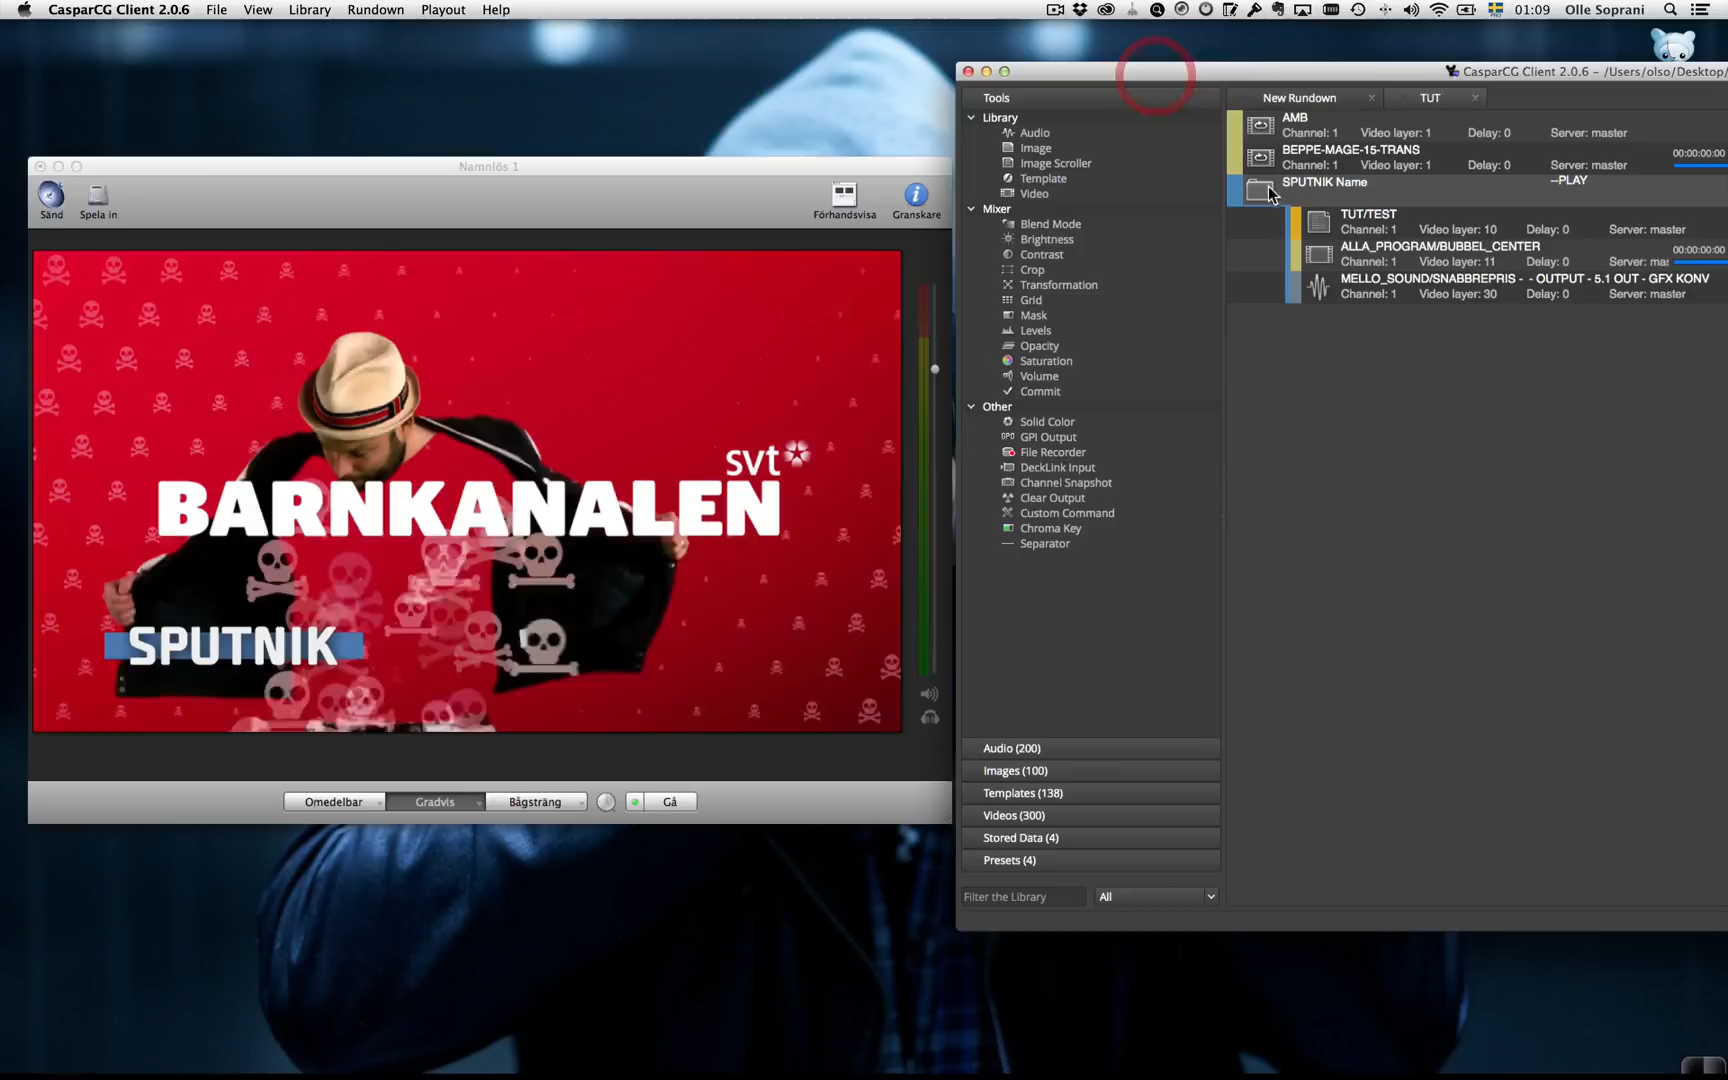 CasparCG Client 2.0.6 File View Library Rundown Playout Help
01:09 Olle Soprani
CasparCG Client 2.0.6 – /Users/olso/Desktop/
Namnlös 1
Sänd
Spela in
Förhandsvisa
Granskare
svt
BARNKANALEN
SPUTNIK
Omedelbar
Gradvis
Bågsträng
Gå
Tools
Library
Audio
Image
Image Scroller
Template
Video
Mixer
Blend Mode
Brightness
Contrast
Crop
Transformation
Grid
Mask
Levels
Opacity
Saturation
Volume
Commit
Other
Solid Color
GPO GPI Output
File Recorder
DeckLink Input
Channel Snapshot
Clear Output
Custom Command
Chroma Key
Separator
Audio (200)
Images (100)
Templates (138)
Videos (300)
Stored Data (4)
Presets (4)
Filter the Library
All
New Rundown
TUT
AMB
Channel: 1 Video layer: 1 Delay: 0 Server: master
BEPPE-MAGE-15-TRANS
00:00:00:00
Channel: 1 Video layer: 1 Delay: 0 Server: master
SPUTNIK Name
--PLAY
TUT/TEST
Channel: 1 Video layer: 10 Delay: 0 Server: master
ALLA_PROGRAM/BUBBEL_CENTER
00:00:00:00
Channel: 1 Video layer: 11 Delay: 0 Server: mas
MELLO_SOUND/SNABBREPRIS - - OUTPUT - 5.1 OUT - GFX KONV
Channel: 1 Video layer: 30 Delay: 0 Server: master